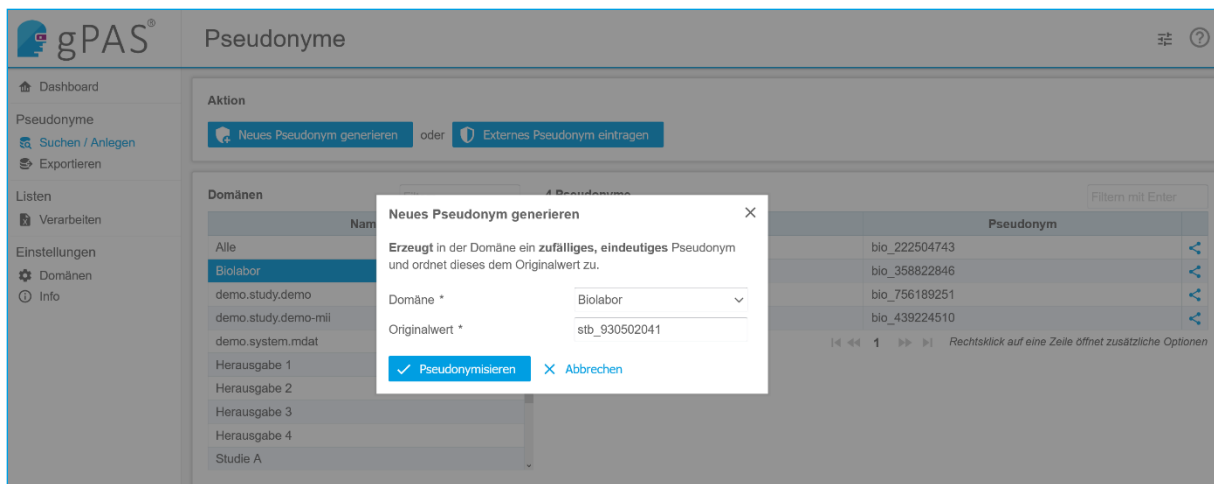 gPAS®
Pseudonyme
Dashboard
Pseudonyme
Suchen / Anlegen
Exportieren
Listen
Verarbeiten
Einstellungen
Domänen
Info
Aktion
Neues Pseudonym generieren oder Externes Pseudonym eintragen
Domänen
4 Pseudonyme
Filtern mit Enter
Pseudonym
Alle
Biolabor
demo.study.demo
demo.study.demo-mii
demo.system.mdat
Herausgabe 1
Herausgabe 2
Herausgabe 3
Herausgabe 4
Studie A
bio_222504743
bio_358822846
bio_756189251
bio_439224510
1 Rechtsklick auf eine Zeile öffnet zusätzliche Optionen
Neues Pseudonym generieren
Erzeugt in der Domäne ein zufälliges, eindeutiges Pseudonym
und ordnet dieses dem Originalwert zu.
Domäne * Biolabor
Originalwert * stb_930502041
Pseudonymisieren Abbrechen